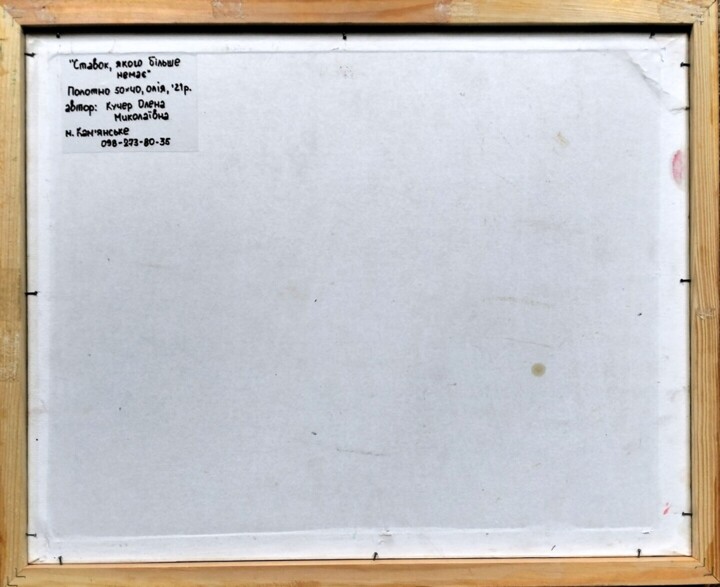 "Ставок, якого більше
немає"
Полотно 50×40, олія, '21р.
автор: Кучер Олена
Миколаївна
м. Кам'янське
098-273-80-35